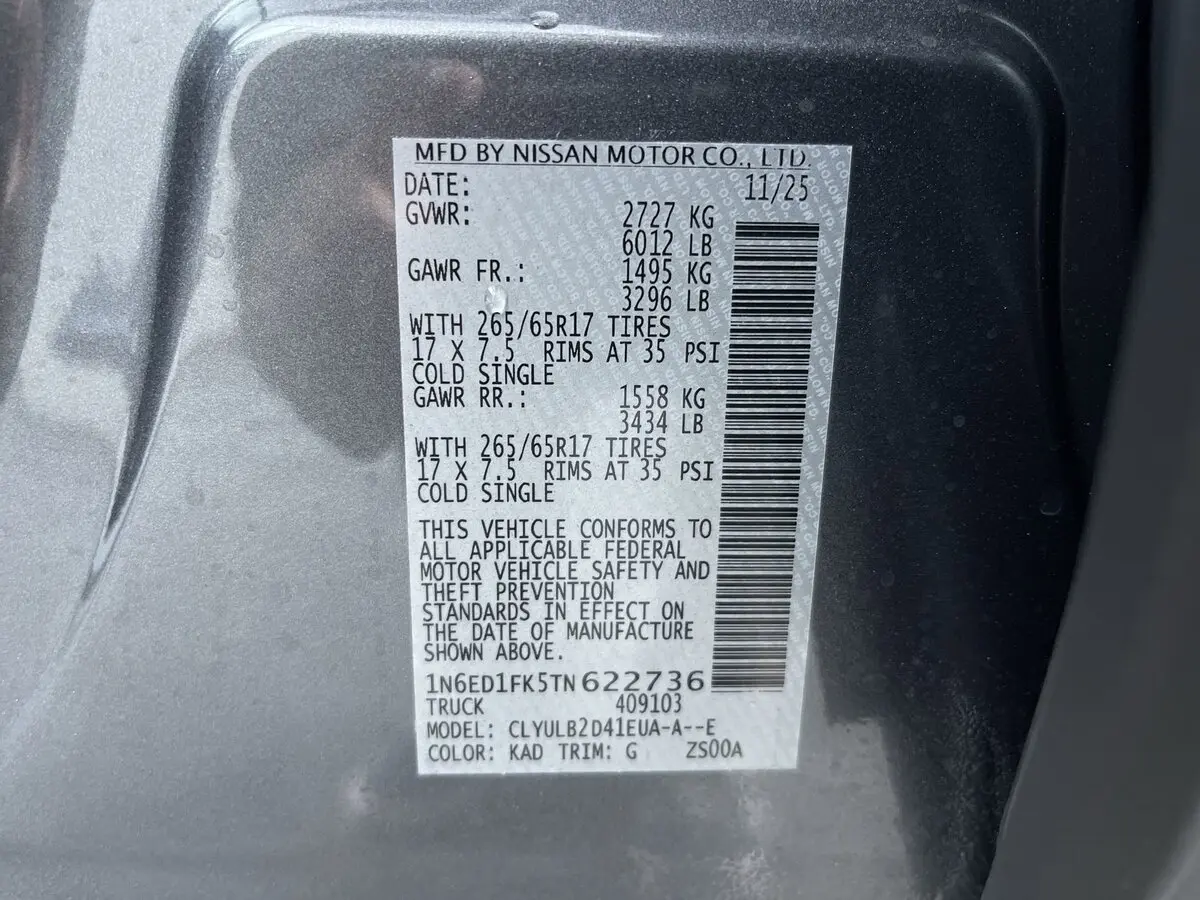 MFD BY NISSAN MOTOR CO., LTD.
DATE: 11/25
GVWR: 2727 KG
6012 LB
GAWR FR.: 1495 KG
3296 LB
WITH 265/65R17 TIRES
17 X 7.5 RIMS AT 35 PSI
COLD SINGLE
GAWR RR.: 1558 KG
3434 LB
WITH 265/65R17 TIRES
17 X 7.5 RIMS AT 35 PSI
COLD SINGLE
THIS VEHICLE CONFORMS TO
ALL APPLICABLE FEDERAL
MOTOR VEHICLE SAFETY AND
THEFT PREVENTION
STANDARDS IN EFFECT ON
THE DATE OF MANUFACTURE
SHOWN ABOVE.
1N6ED1FK5TN622736
TRUCK 409103
MODEL: CLYULB2D41EUA-A--E
COLOR: KAD TRIM: G ZS00A